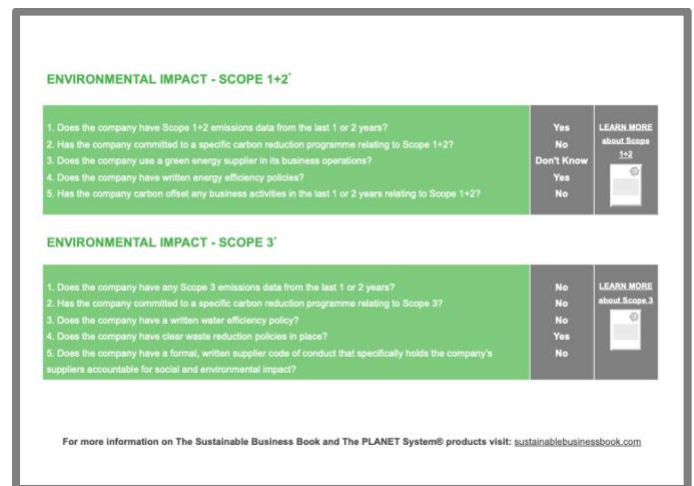 ENVIRONMENTAL IMPACT - SCOPE 1+2*
1. Does the company have Scope 1+2 emissions data from the last 1 or 2 years? Yes
2. Has the company committed to a specific carbon reduction programme relating to Scope 1+2? No
3. Does the company use a green energy supplier in its business operations? Don't Know
4. Does the company have written energy efficiency policies? Yes
5. Has the company carbon offset any business activities in the last 1 or 2 years relating to Scope 1+2? No
LEARN MORE
about Scope
1+2
ENVIRONMENTAL IMPACT - SCOPE 3*
1. Does the company have any Scope 3 emissions data from the last 1 or 2 years? No
2. Has the company committed to a specific carbon reduction programme relating to Scope 3? No
3. Does the company have a written water efficiency policy? No
4. Does the company have clear waste reduction policies in place? Yes
5. Does the company have a formal, written supplier code of conduct that specifically holds the company's No
suppliers accountable for social and environmental impact?
LEARN MORE
about Scope 3
For more information on The Sustainable Business Book and The PLANET System® products visit: sustainablebusinessbook.com